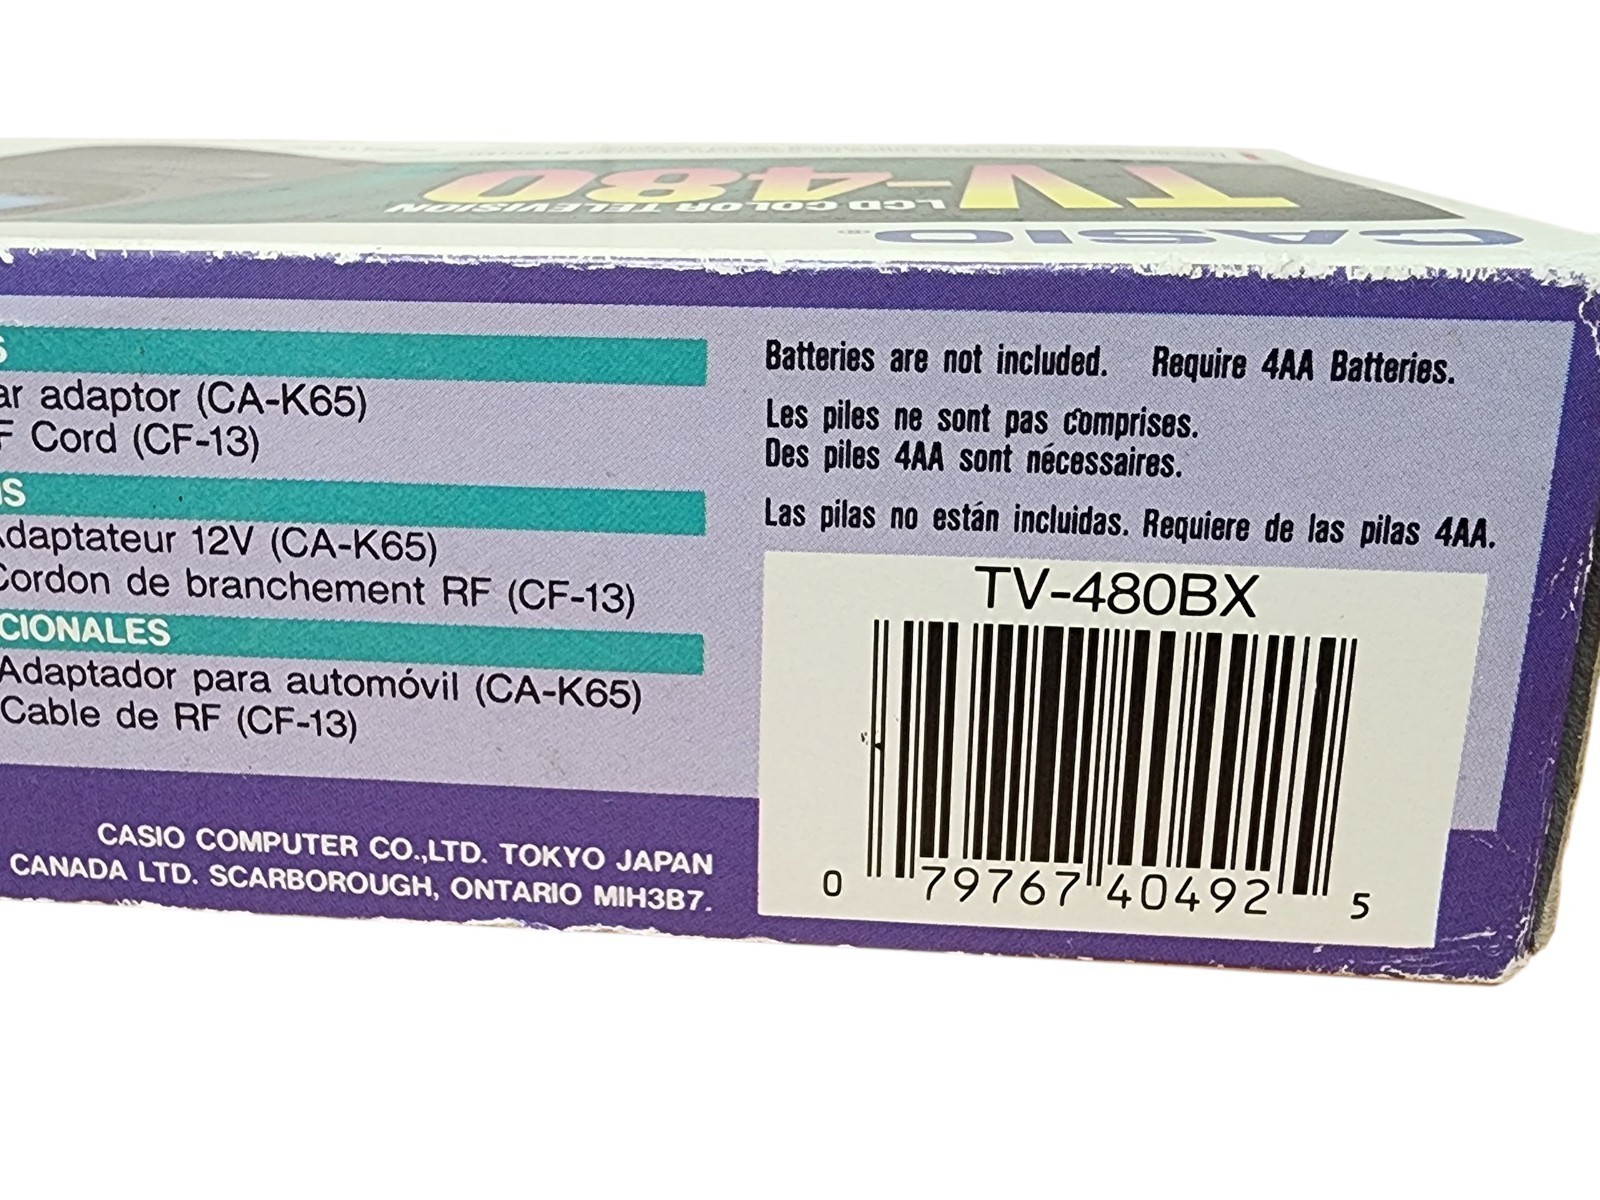 CASIO
TV-480
LCD COLOR TELEVISION
S
ar adaptor (CA-K65)
F Cord (CF-13)
IS
Adaptateur 12V (CA-K65)
Cordon de branchement RF (CF-13)
CIONALES
Adaptador para automóvil (CA-K65)
Cable de RF (CF-13)
CASIO COMPUTER CO.,LTD. TOKYO JAPAN
CANADA LTD. SCARBOROUGH, ONTARIO MIH3B7.
Batteries are not included. Require 4AA Batteries.
Les piles ne sont pas comprises.
Des piles 4AA sont nécessaires.
Las pilas no están incluidas. Requiere de las pilas 4AA.
TV-480BX
0 79767 40492 5